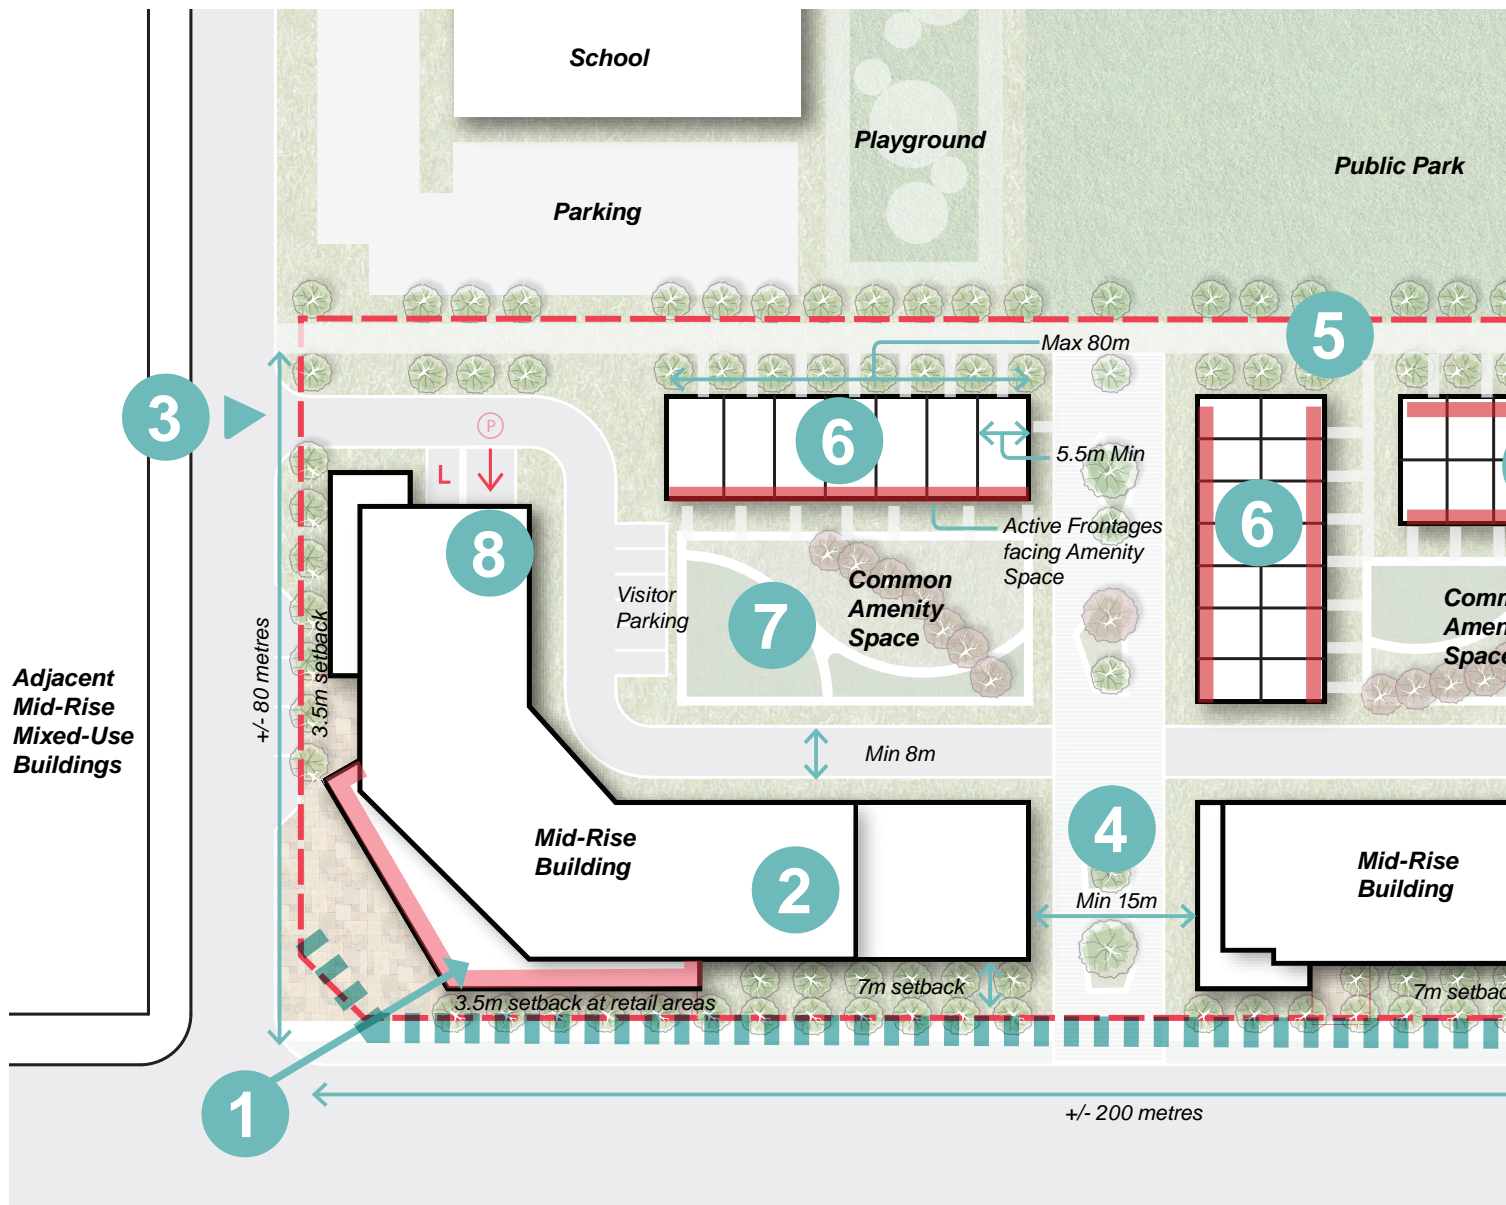 School
Playground
Public Park
Parking
Max 80m
5
3
6
P
5.5m Min
L
6
Active Frontages
facing Amenity
Space
8
Common
Amenity
Space
Visitor
Parking
7
3.5m setback
+/- 80 metres
Adjacent
Mid-Rise
Mixed-Use
Buildings
Min 8m
4
Mid-Rise
Building
2
Mid-Rise
Building
Min 15m
7m setback
3.5m setback at retail areas
1
+/- 200 metres